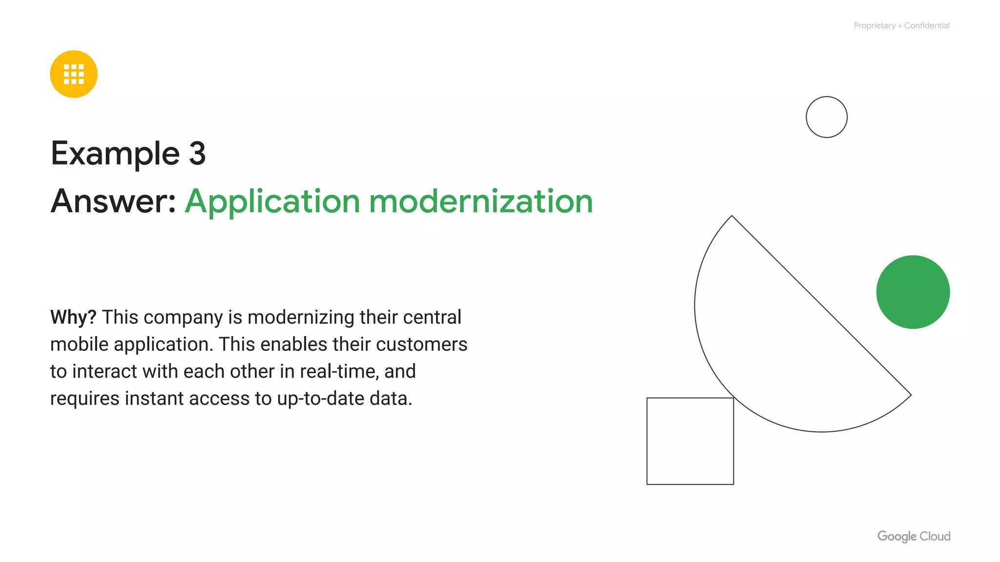 Proprietary + Confidential
Example 3
Answer: Application modernization
Why? This company is modernizing their central
mobile application. This enables their customers
to interact with each other in real-time, and
requires instant access to up-to-date data.
Google Cloud